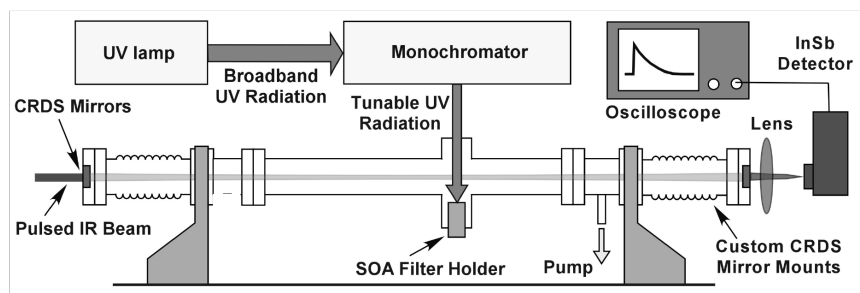 UV lamp
Broadband
UV Radiation
Monochromator
Tunable UV
Radiation
Oscilloscope
InSb
Detector
Lens
CRDS Mirrors
Pulsed IR Beam
SOA Filter Holder
Pump
Custom CRDS
Mirror Mounts